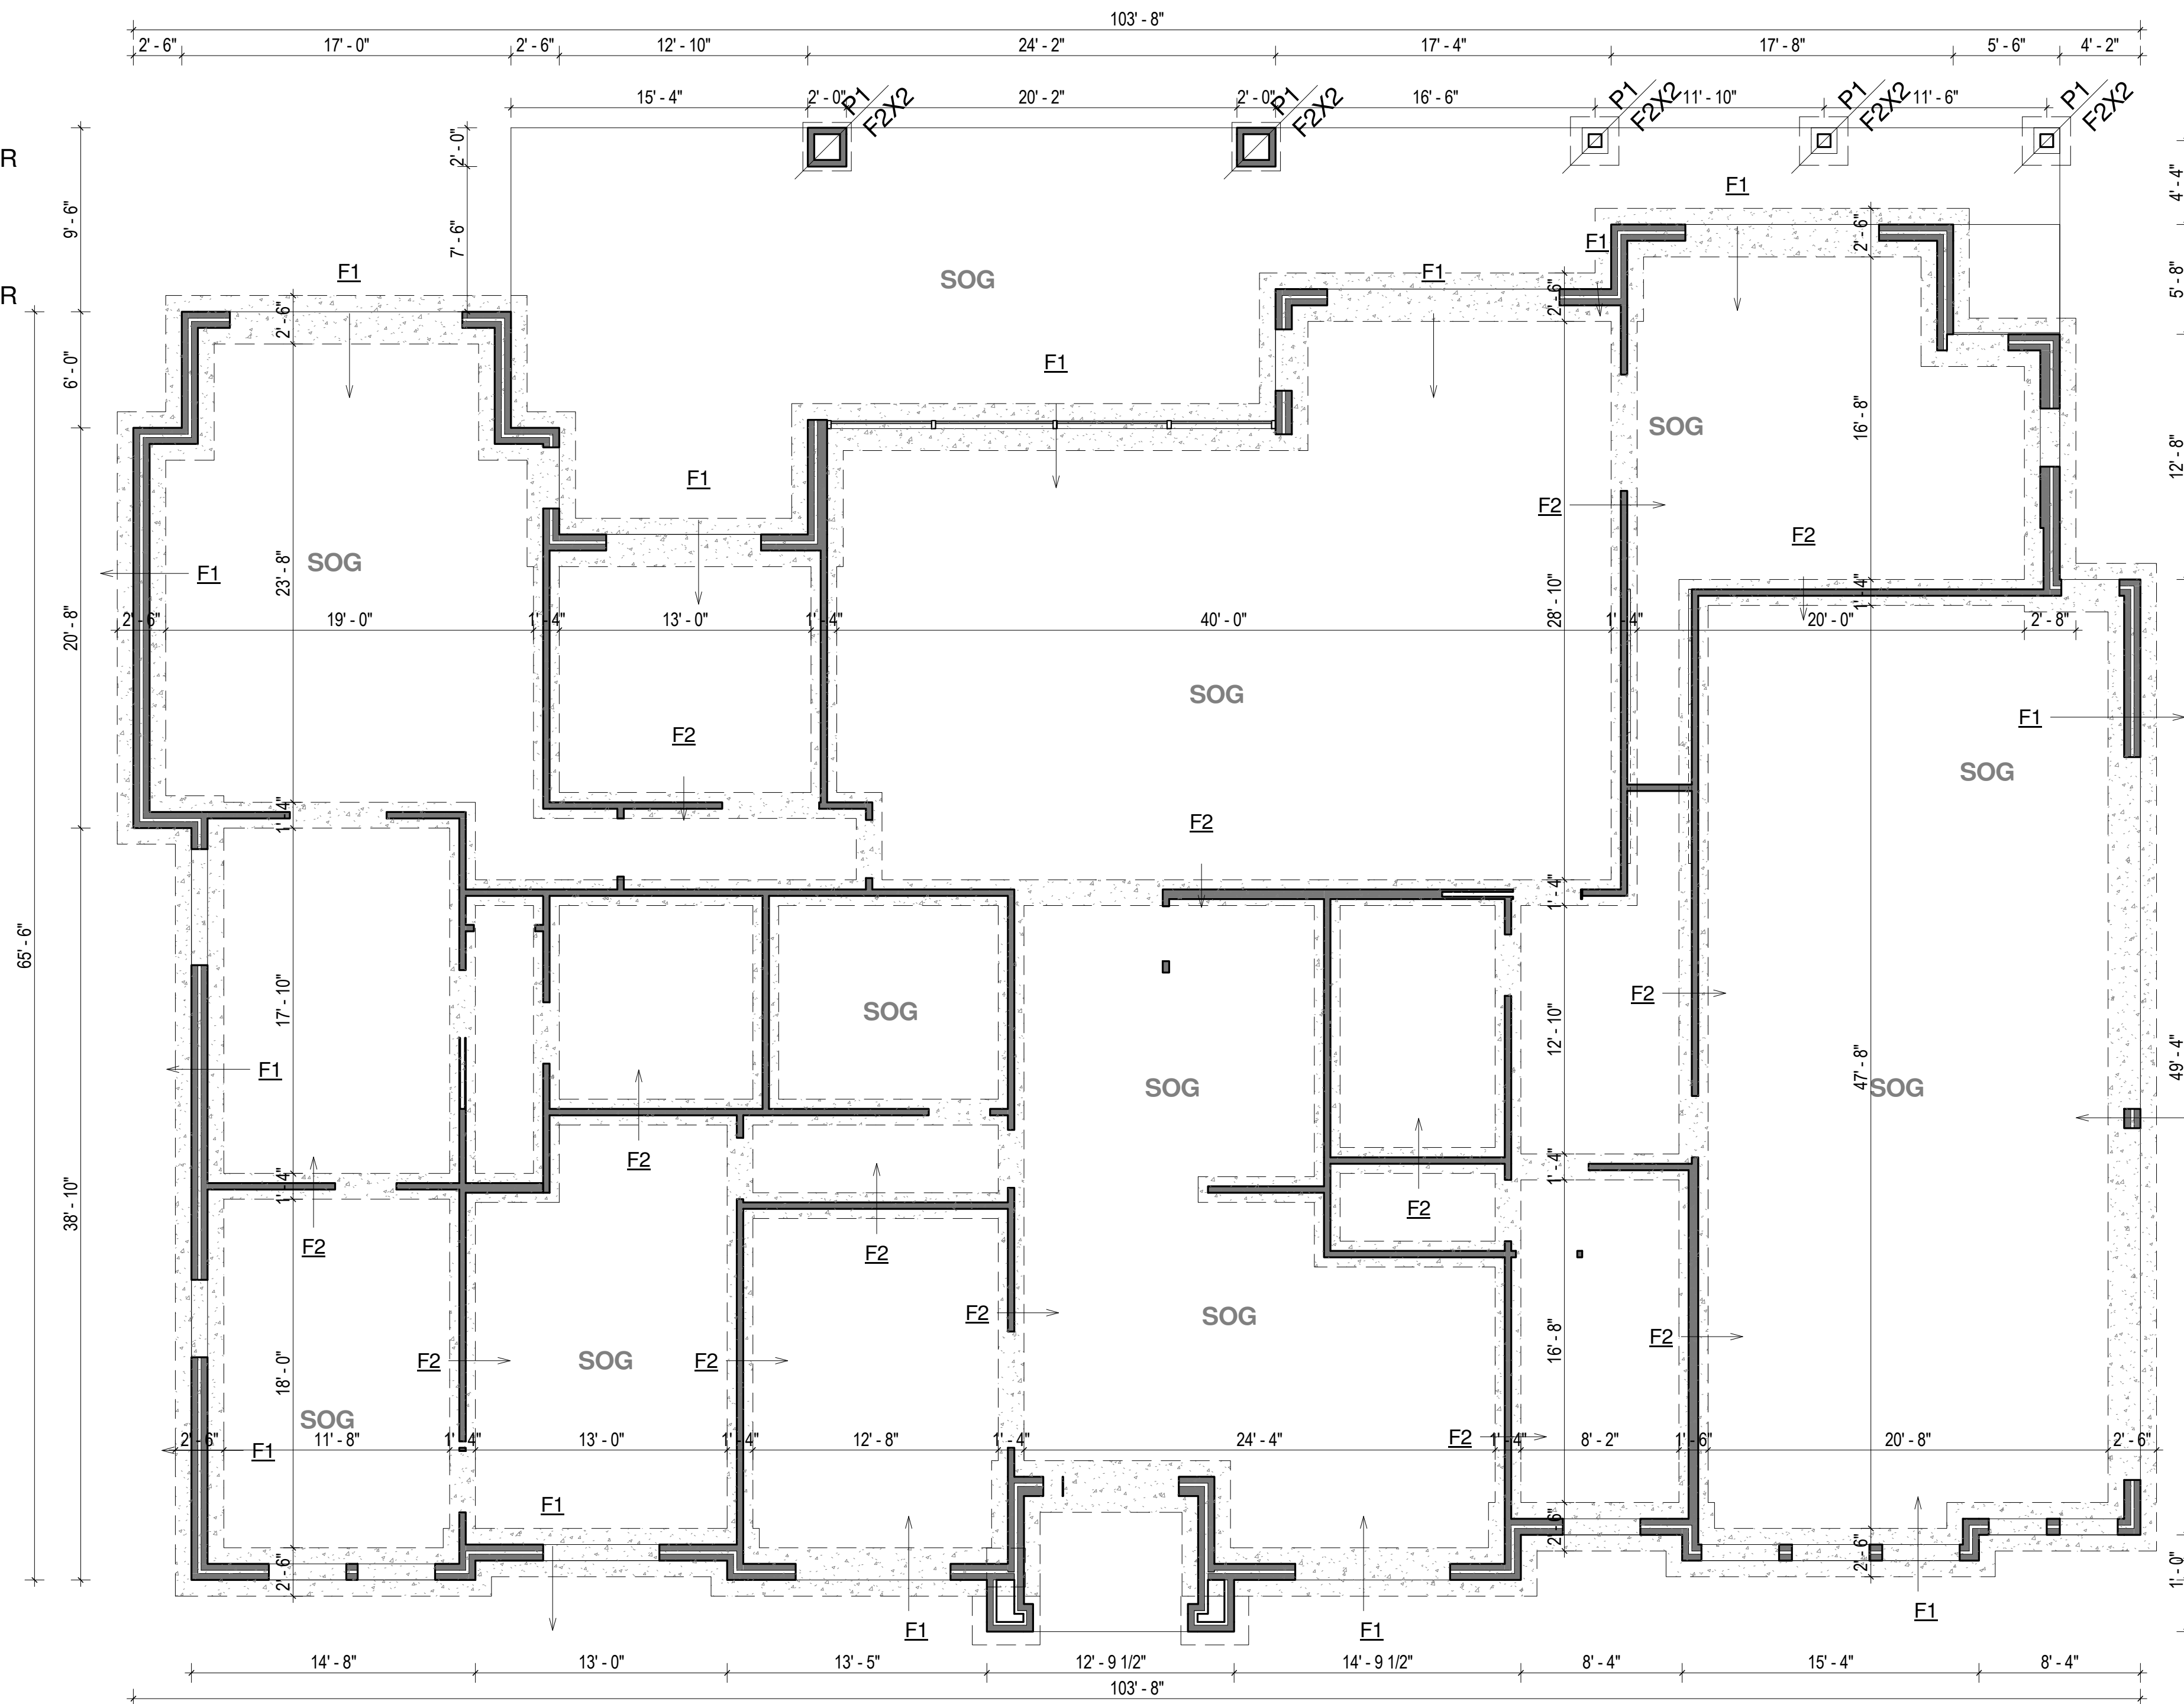 103' - 8"
2' - 6" 17' - 0" 2' - 6" 12' - 10" 24' - 2" 17' - 4" 17' - 8" 5' - 6" 4' - 2"
15' - 4" 2' - 0" 20' - 2" 2' - 0" 16' - 6" 11' - 10" 11' - 6"
P1 P1 P1 P1 P1
F2X2 F2X2 F2X2 F2X2 F2X2
R
2' - 0"
4' - 4"
F1
9' - 6"
7' - 6"
F1
2' - 6"
SOG
F1
F1
5' - 8"
R
2' - 6"
2' - 6"
F1
6' - 0"
SOG
16' - 8"
12' - 8"
F1
F2
F2
SOG
F1
23' - 8"
28' - 10"
1' - 4"
2' - 6" 19' - 0" 1' - 4" 13' - 0" 1' - 4" 40' - 0" 1' - 4" 20' - 0" 2' - 8"
20' - 8"
SOG
F1
F2
SOG
1' - 4"
F2
1' - 4"
65' - 6"
17' - 10"
F2
SOG
12' - 10"
49' - 4"
F1
SOG
47' - 8"
SOG
F2
1' - 4"
1' - 4"
38' - 10"
F2
F2
F2
F2
SOG
F2
16' - 8"
F2
18' - 0"
F2
SOG
F2
SOG
2' - 6" F1 11' - 8" 1' - 4" 13' - 0" 1' - 4" 12' - 8" 1' - 4" 24' - 4" F2 1' - 4" 8' - 2" 1' - 6" 20' - 8" 2' - 6"
F1
2' - 6"
2' - 6"
2' - 6"
1' - 0"
F1
F1
F1
14' - 8" 13' - 0" 13' - 5" 12' - 9 1/2" 14' - 9 1/2" 8' - 4" 15' - 4" 8' - 4"
103' - 8"